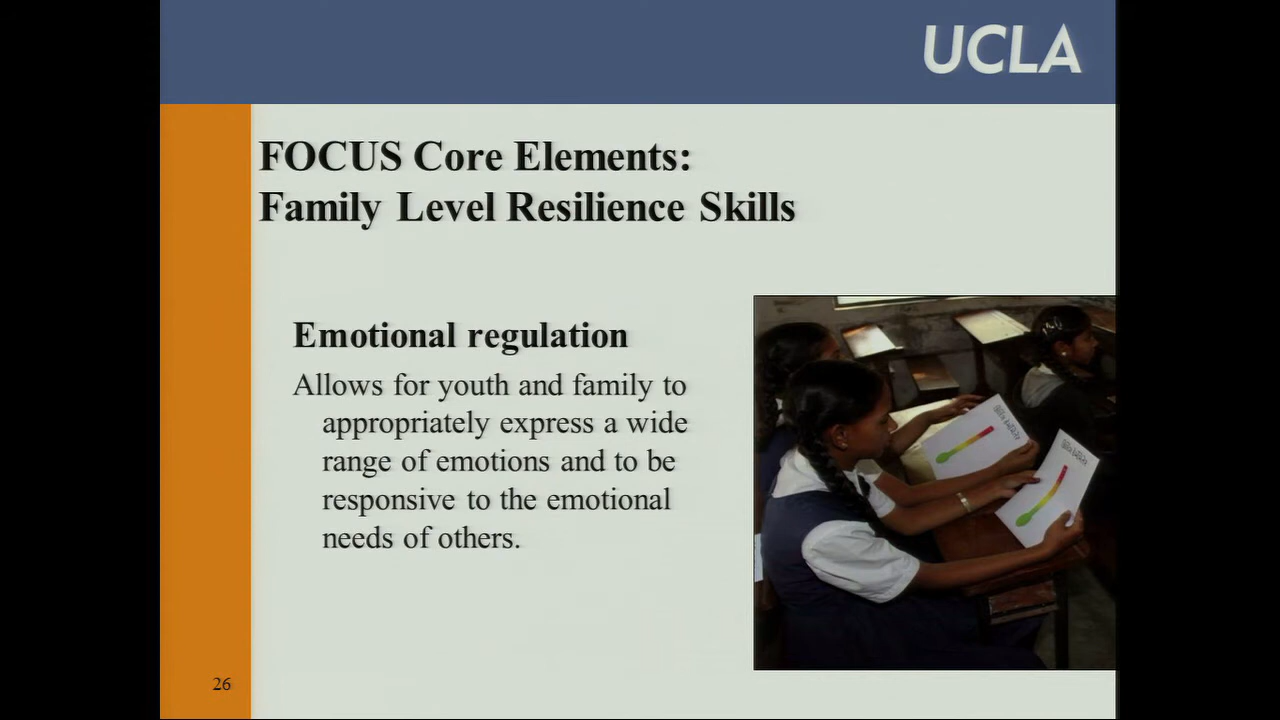 UCLA
FOCUS Core Elements:
Family Level Resilience Skills
Emotional regulation
Allows for youth and family to
appropriately express a wide
range of emotions and to be
responsive to the emotional
needs of others.
26